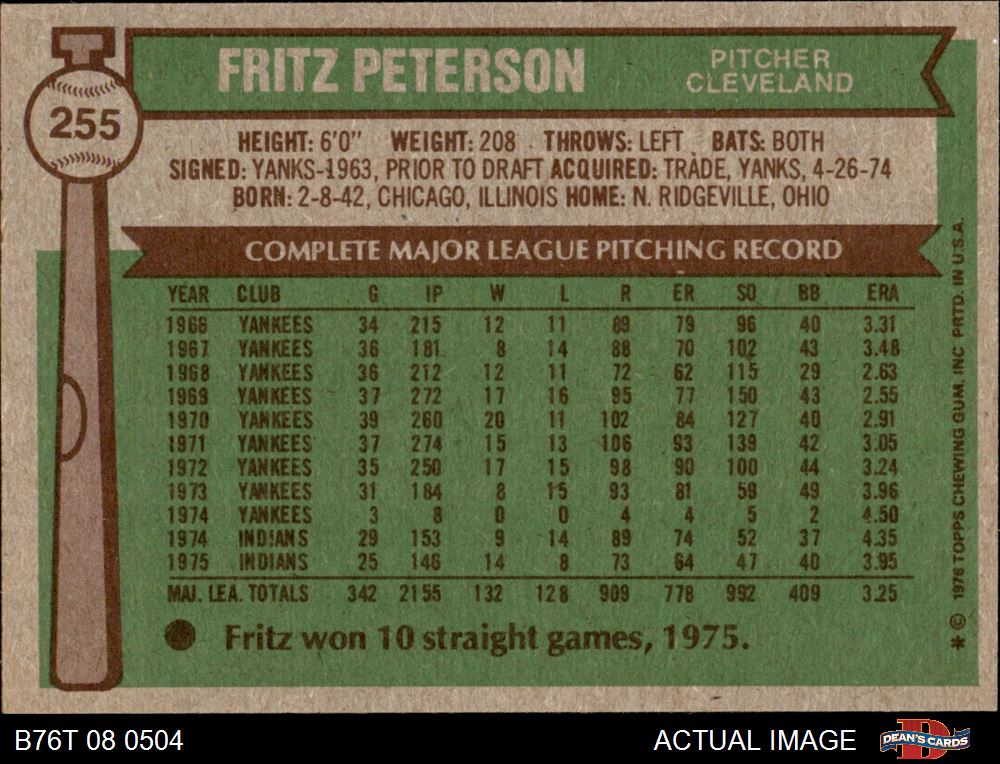 255
FRITZ PETERSON
PITCHER
CLEVELAND
HEIGHT: 6'0" WEIGHT: 208 THROWS: LEFT BATS: BOTH
SIGNED: YANKS-1963, PRIOR TO DRAFT ACQUIRED: TRADE, YANKS, 4-26-74
BORN: 2-8-42, CHICAGO, ILLINOIS HOME: N. RIDGEVILLE, OHIO
COMPLETE MAJOR LEAGUE PITCHING RECORD
YEAR CLUB G IP W L R ER SO BB ERA
1966 YANKEES 34 215 12 11 89 79 96 40 3.31
1967 YANKEES 36 181 8 14 88 70 102 43 3.48
1968 YANKEES 36 212 12 11 72 62 115 29 2.63
1969 YANKEES 37 272 17 16 95 77 150 43 2.55
1970 YANKEES 39 260 20 11 102 84 127 40 2.91
1971 YANKEES 37 274 15 13 106 93 139 42 3.05
1972 YANKEES 35 250 17 15 98 90 100 44 3.24
1973 YANKEES 31 184 8 15 93 81 59 49 3.96
1974 YANKEES 3 8 0 0 4 4 5 2 4.50
1974 INDIANS 29 153 9 14 89 74 52 37 4.35
1975 INDIANS 25 146 14 8 73 64 47 40 3.95
MAJ. LEA. TOTALS 342 2155 132 128 909 778 992 409 3.25
Fritz won 10 straight games, 1975.
* © 1976 TOPPS CHEWING GUM, INC PRTD. IN U.S.A.
B76T 08 0504
ACTUAL IMAGE
D
DEAN'S CARDS